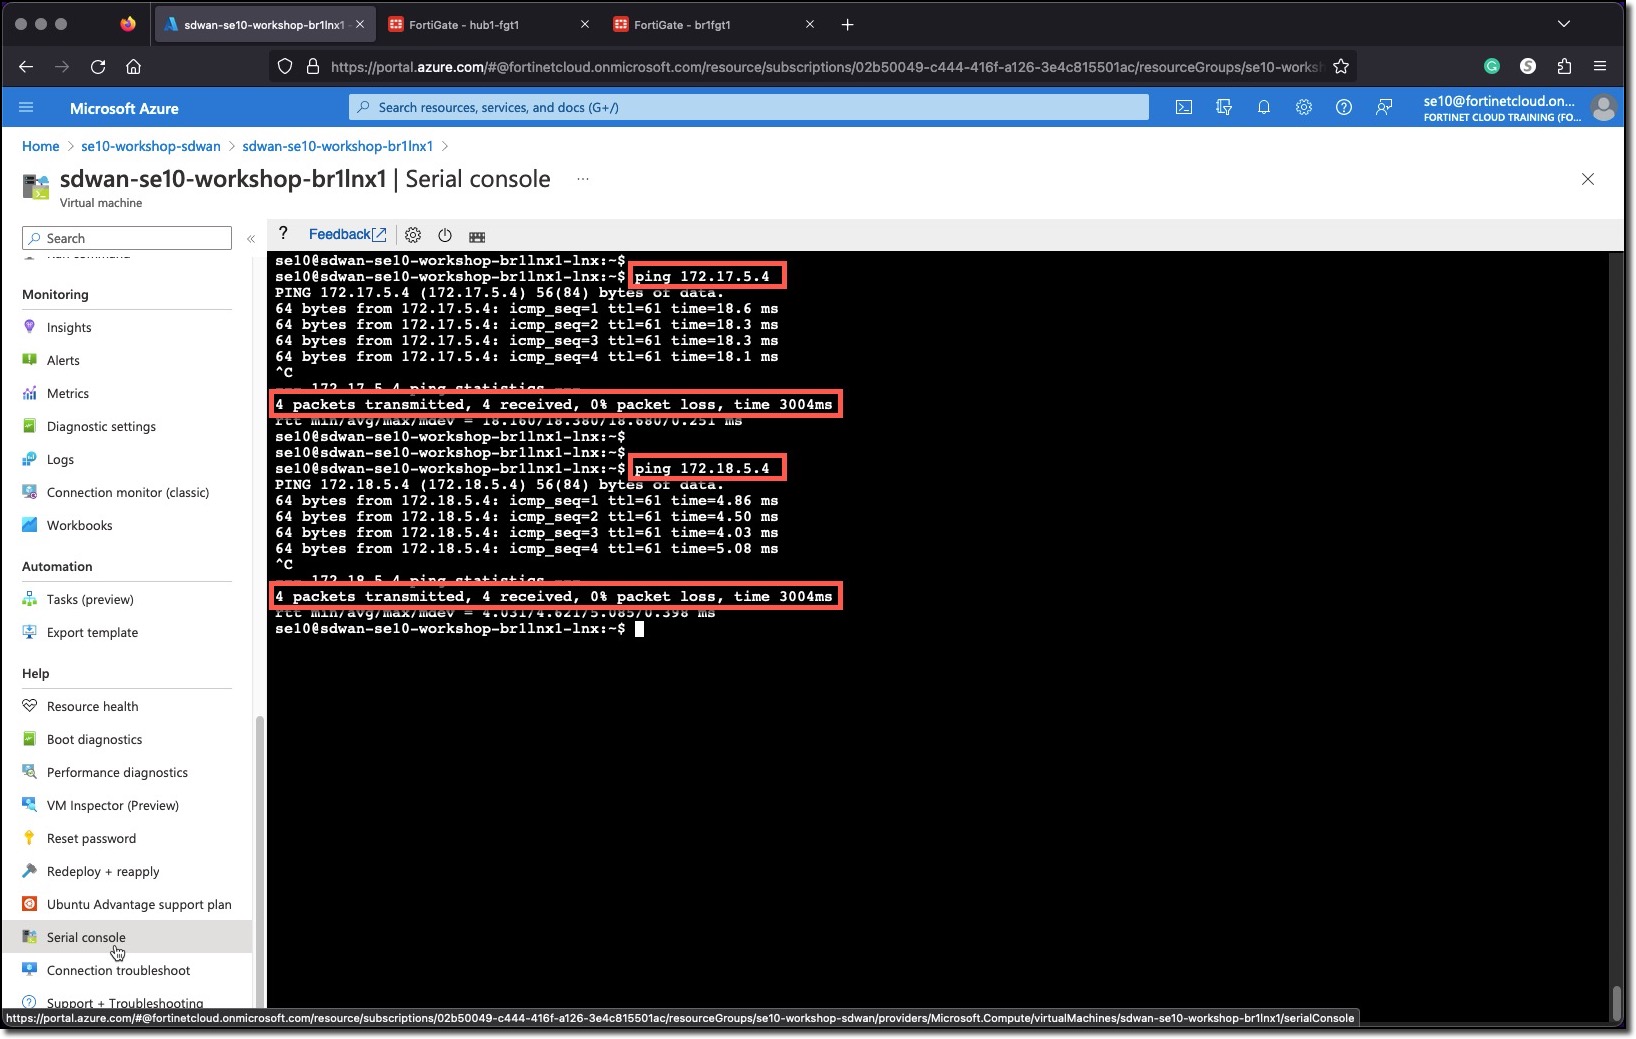 sdwan-se10-workshop-br1lnx1 -
FortiGate - hub1-fgt1
FortiGate - br1fgt1
https://portal.azure.com/#@fortinetcloud.onmicrosoft.com/resource/subscriptions/02b50049-c444-416f-a126-3e4c815501ac/resourceGroups/se10-works
Microsoft Azure
Search resources, services, and docs (G+/)
se10@fortinetcloud.on...
FORTINET CLOUD TRAINING (FO...
Home > se10-workshop-sdwan > sdwan-se10-workshop-br1lnx1 >
sdwan-se10-workshop-br1lnx1 | Serial console ...
Virtual machine
Search
«
? Feedback
Run command
Monitoring
Insights
Alerts
Metrics
Diagnostic settings
Logs
Connection monitor (classic)
Workbooks
Automation
Tasks (preview)
Export template
Help
Resource health
Boot diagnostics
Performance diagnostics
VM Inspector (Preview)
Reset password
Redeploy + reapply
Ubuntu Advantage support plan
Serial console
Connection troubleshoot
Support + Troubleshooting
se10@sdwan-se10-workshop-br1lnx1-lnx:~$
se10@sdwan-se10-workshop-br1lnx1-lnx:~$ ping 172.17.5.4
PING 172.17.5.4 (172.17.5.4) 56(84) bytes of data.
64 bytes from 172.17.5.4: icmp_seq=1 ttl=61 time=18.6 ms
64 bytes from 172.17.5.4: icmp_seq=2 ttl=61 time=18.3 ms
64 bytes from 172.17.5.4: icmp_seq=3 ttl=61 time=18.3 ms
64 bytes from 172.17.5.4: icmp_seq=4 ttl=61 time=18.1 ms
^C
--- 172.17.5.4 ping statistics ---
4 packets transmitted, 4 received, 0% packet loss, time 3004ms
rtt min/avg/max/mdev = 18.160/18.380/18.680/0.251 ms
se10@sdwan-se10-workshop-br1lnx1-lnx:~$
se10@sdwan-se10-workshop-br1lnx1-lnx:~$
se10@sdwan-se10-workshop-br1lnx1-lnx:~$ ping 172.18.5.4
PING 172.18.5.4 (172.18.5.4) 56(84) bytes of data.
64 bytes from 172.18.5.4: icmp_seq=1 ttl=61 time=4.86 ms
64 bytes from 172.18.5.4: icmp_seq=2 ttl=61 time=4.50 ms
64 bytes from 172.18.5.4: icmp_seq=3 ttl=61 time=4.03 ms
64 bytes from 172.18.5.4: icmp_seq=4 ttl=61 time=5.08 ms
^C
--- 172.18.5.4 ping statistics ---
4 packets transmitted, 4 received, 0% packet loss, time 3004ms
rtt min/avg/max/mdev = 4.031/4.621/5.085/0.398 ms
se10@sdwan-se10-workshop-br1lnx1-lnx:~$
https://portal.azure.com/#@fortinetcloud.onmicrosoft.com/resource/subscriptions/02b50049-c444-416f-a126-3e4c815501ac/resourceGroups/se10-workshop-sdwan/providers/Microsoft.Compute/virtualMachines/sdwan-se10-workshop-br1lnx1/serialConsole